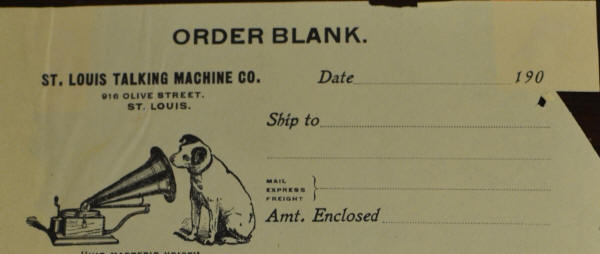 ORDER BLANK.
ST. LOUIS TALKING MACHINE CO.
916 OLIVE STREET.
ST. LOUIS.
Date 190
Ship to
MAIL
EXPRESS
FREIGHT
Amt. Enclosed